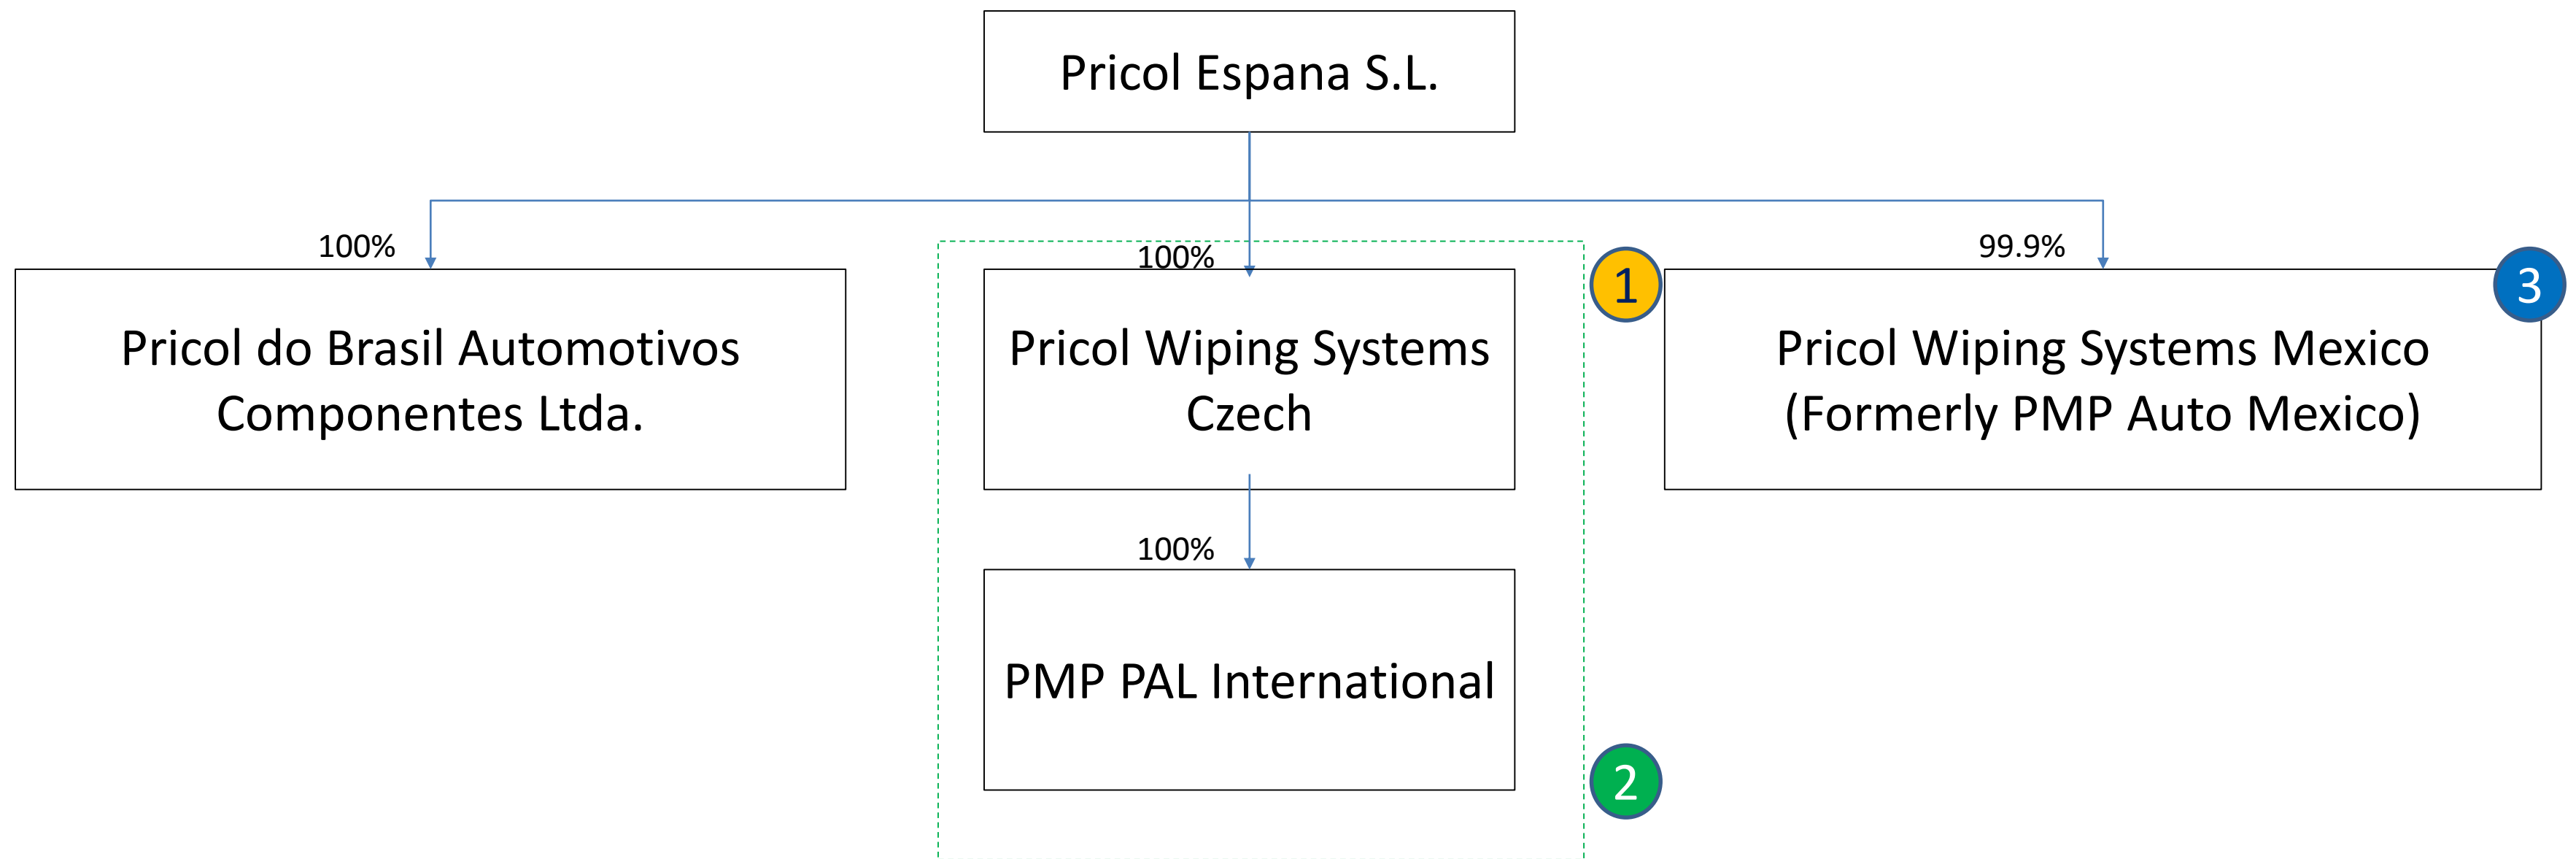 Pricol Espana S.L.
100%
100%
99.9%
1
3
Pricol do Brasil Automotivos
Componentes Ltda.
Pricol Wiping Systems
Czech
Pricol Wiping Systems Mexico
(Formerly PMP Auto Mexico)
100%
PMP PAL International
2